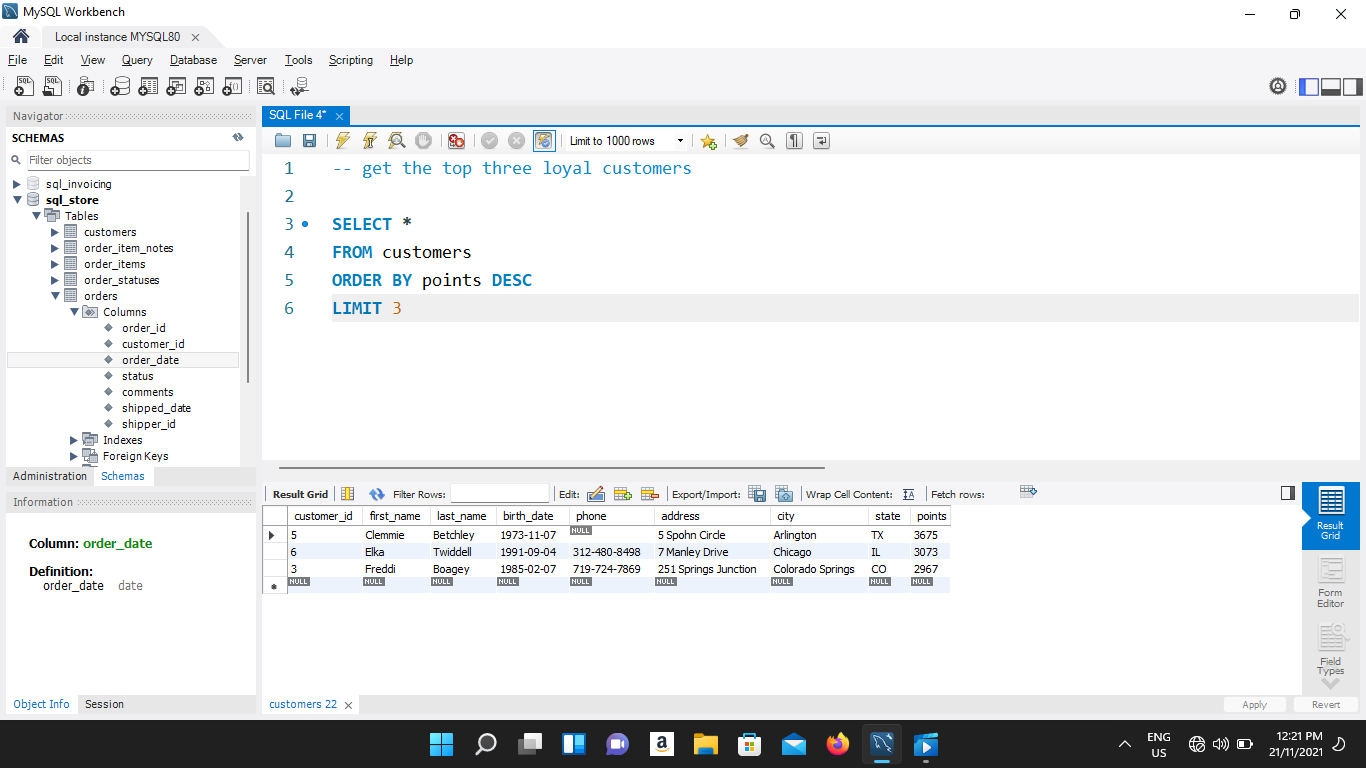 MySQL Workbench
Local instance MYSQL80
File Edit View Query Database Server Tools Scripting Help
Navigator
SCHEMAS
Filter objects
sql_invoicing
sql_store
Tables
customers
order_item_notes
order_items
order_statuses
orders
Columns
order_id
customer_id
order_date
status
comments
shipped_date
shipper_id
Indexes
Foreign Keys
Administration Schemas
Information
Column: order_date
Definition:
order_date date
Object Info Session
SQL File 4*
Limit to 1000 rows
1 -- get the top three loyal customers
2
3 SELECT *
4 FROM customers
5 ORDER BY points DESC
6 LIMIT 3
Result Grid Filter Rows: Edit: Export/Import: Wrap Cell Content: Fetch rows:
customer_id first_name last_name birth_date phone address city state points
5 Clemmie Betchley 1973-11-07 NULL 5 Spohn Circle Arlington TX 3675
6 Elka Twiddell 1991-09-04 312-480-8498 7 Manley Drive Chicago IL 3073
3 Freddi Boagey 1985-02-07 719-724-7869 251 Springs Junction Colorado Springs CO 2967
NULL NULL NULL NULL NULL NULL NULL NULL NULL
Result
Grid
Form
Editor
Field
Types
customers 22
Apply Revert
ENG
US
12:21 PM
21/11/2021